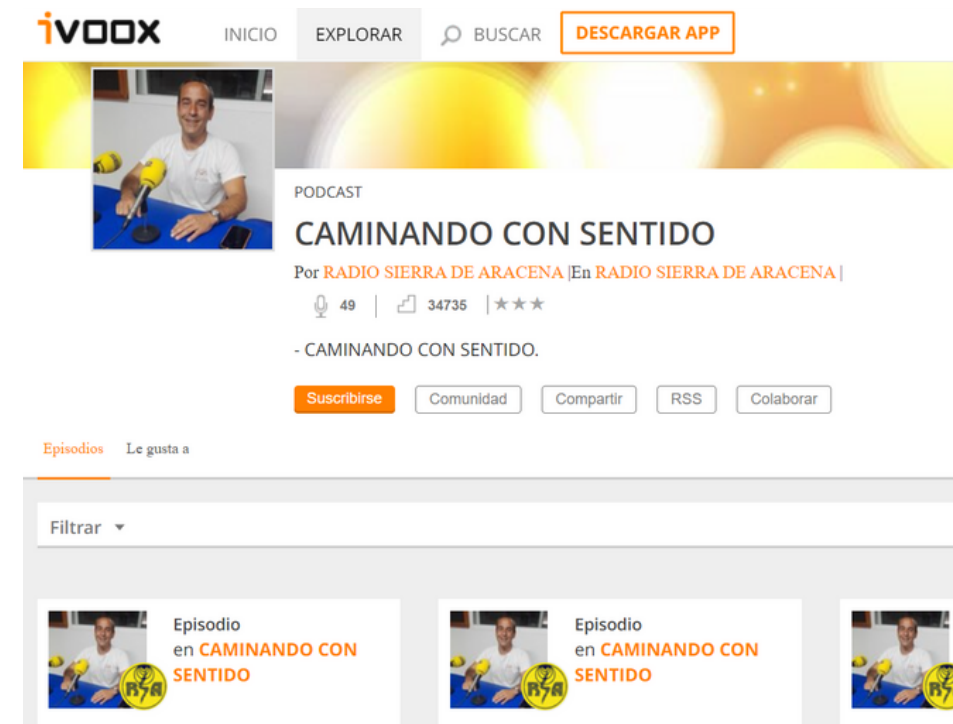 ivoox
INICIO EXPLORAR BUSCAR DESCARGAR APP
PODCAST
CAMINANDO CON SENTIDO
Por RADIO SIERRA DE ARACENA |En RADIO SIERRA DE ARACENA |
49 | 34735 |★★★
- CAMINANDO CON SENTIDO.
Suscribirse Comunidad Compartir RSS Colaborar
Episodios Le gusta a
Filtrar
Episodio
en CAMINANDO CON
SENTIDO
RSA
Episodio
en CAMINANDO CON
SENTIDO
RSA